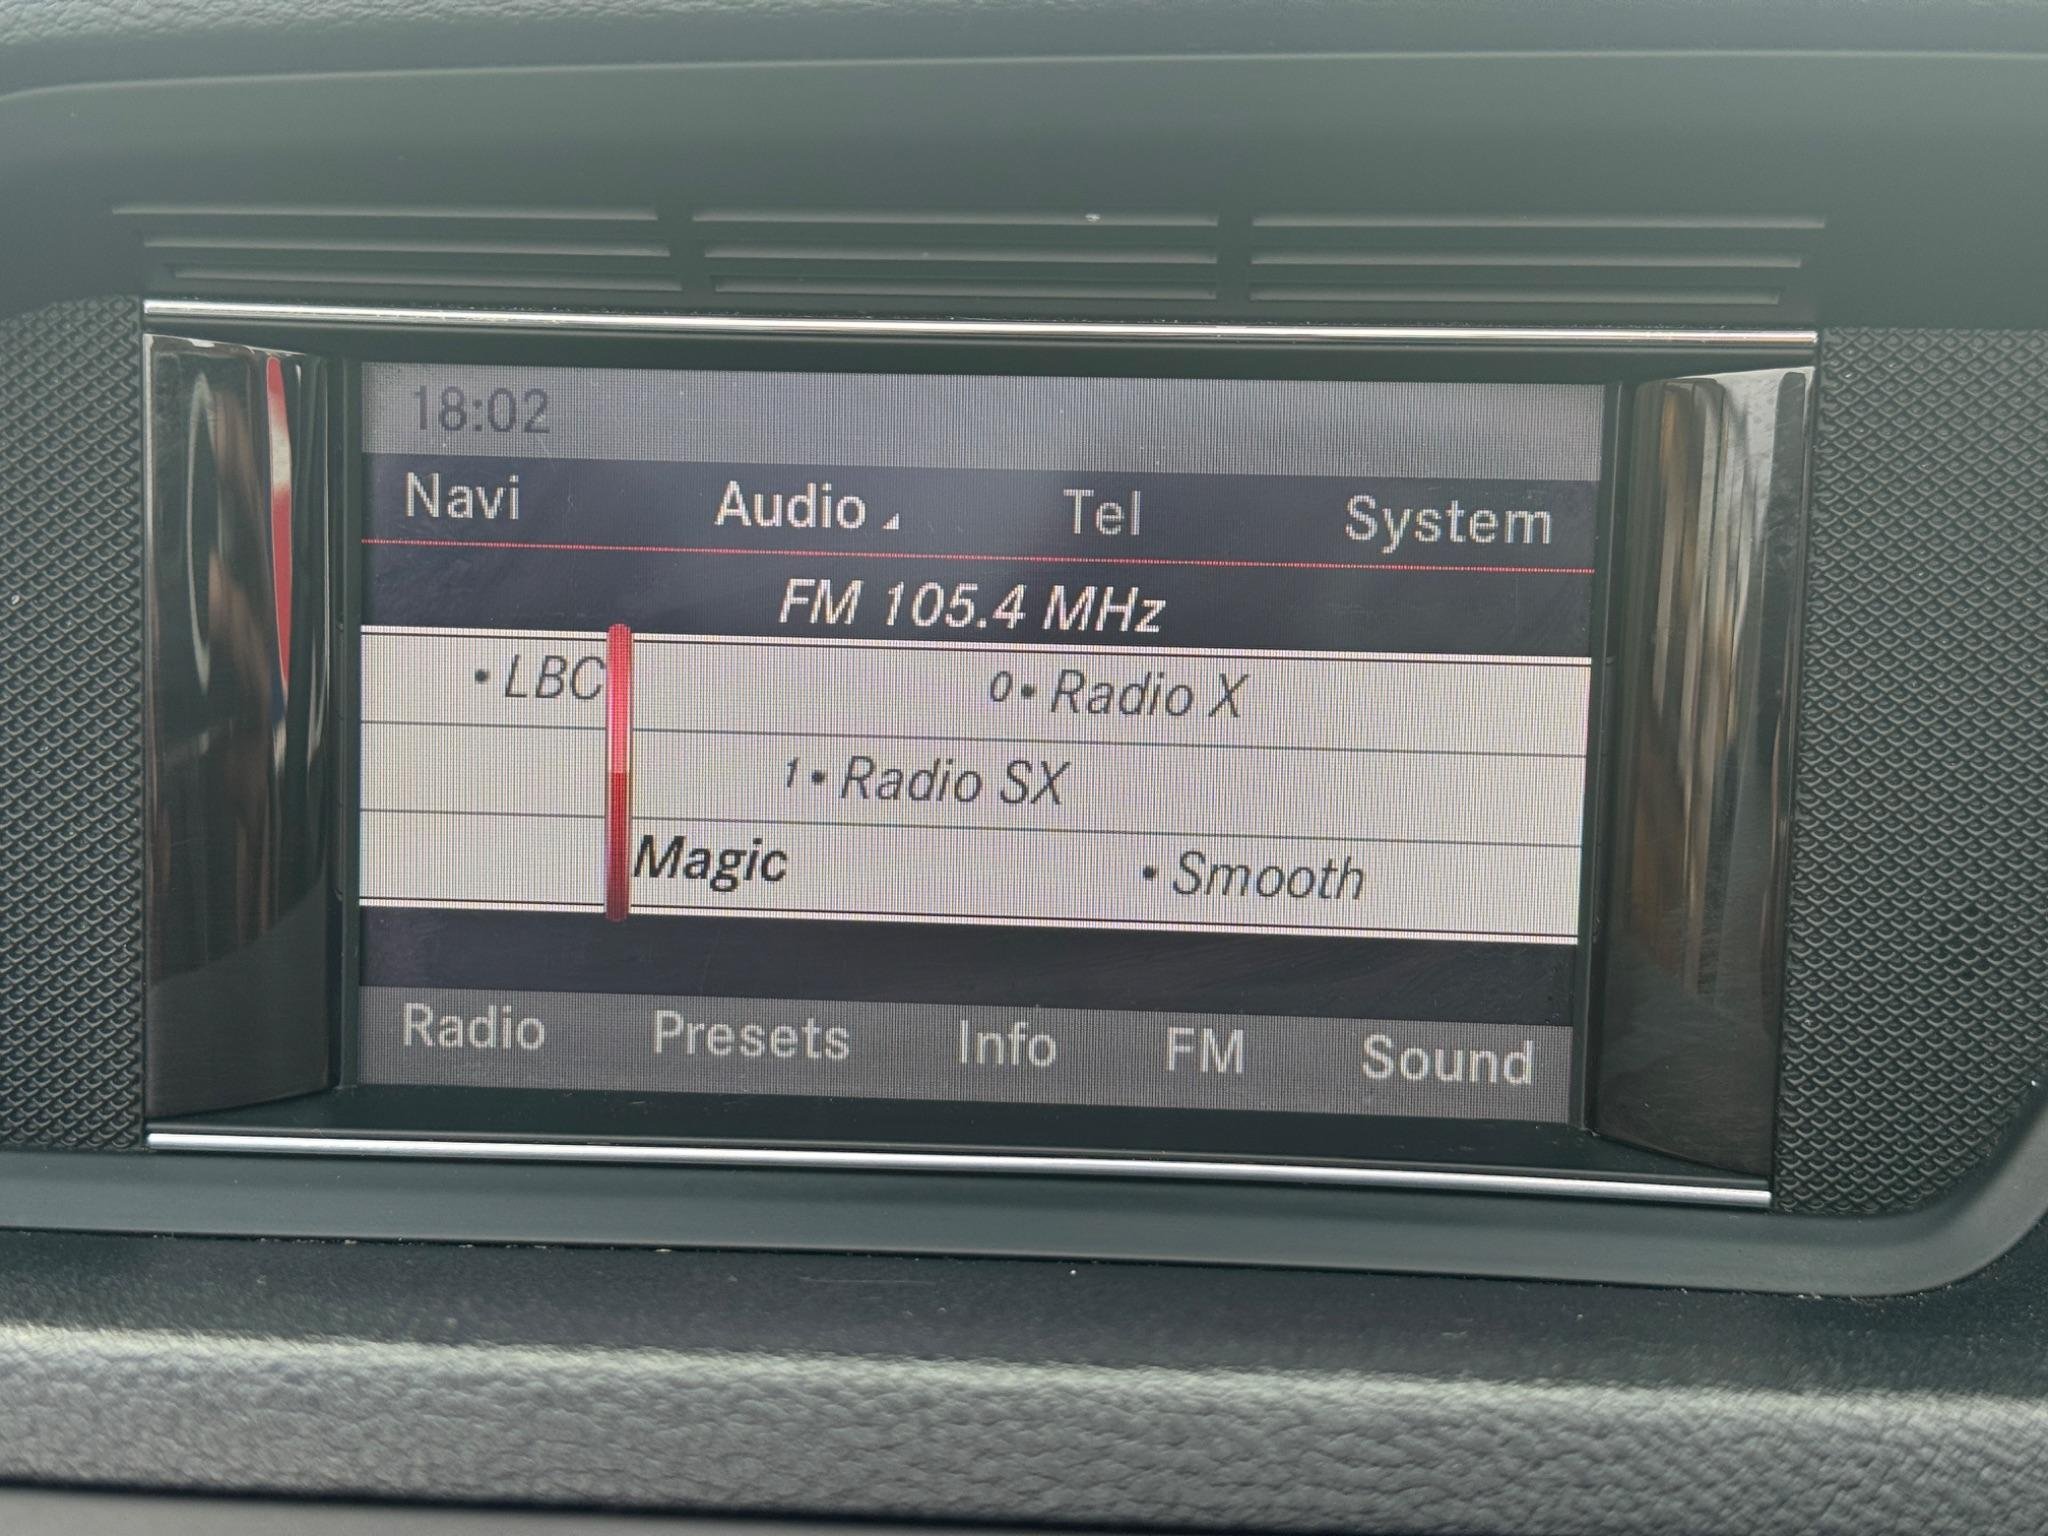 18:02
Navi Audio Tel System
FM 105.4 MHz
• LBC 0• Radio X
1• Radio SX
Magic • Smooth
Radio Presets Info FM Sound